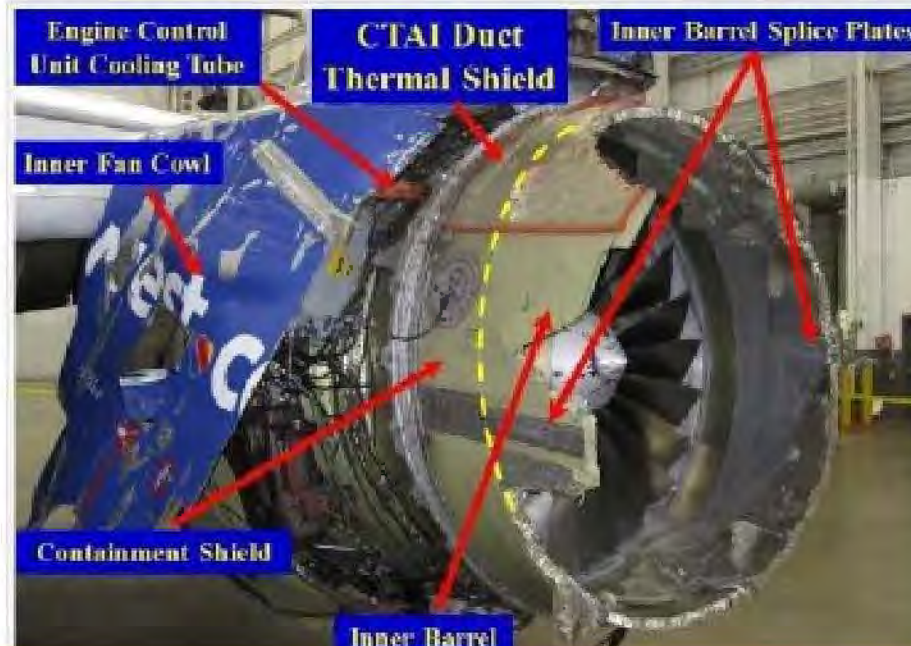 Engine Control
Unit Cooling Tube
CTAI Duct
Thermal Shield
Inner Barrel Splice Plates
Inner Fan Cowl
Containment Shield
Inner Barrel